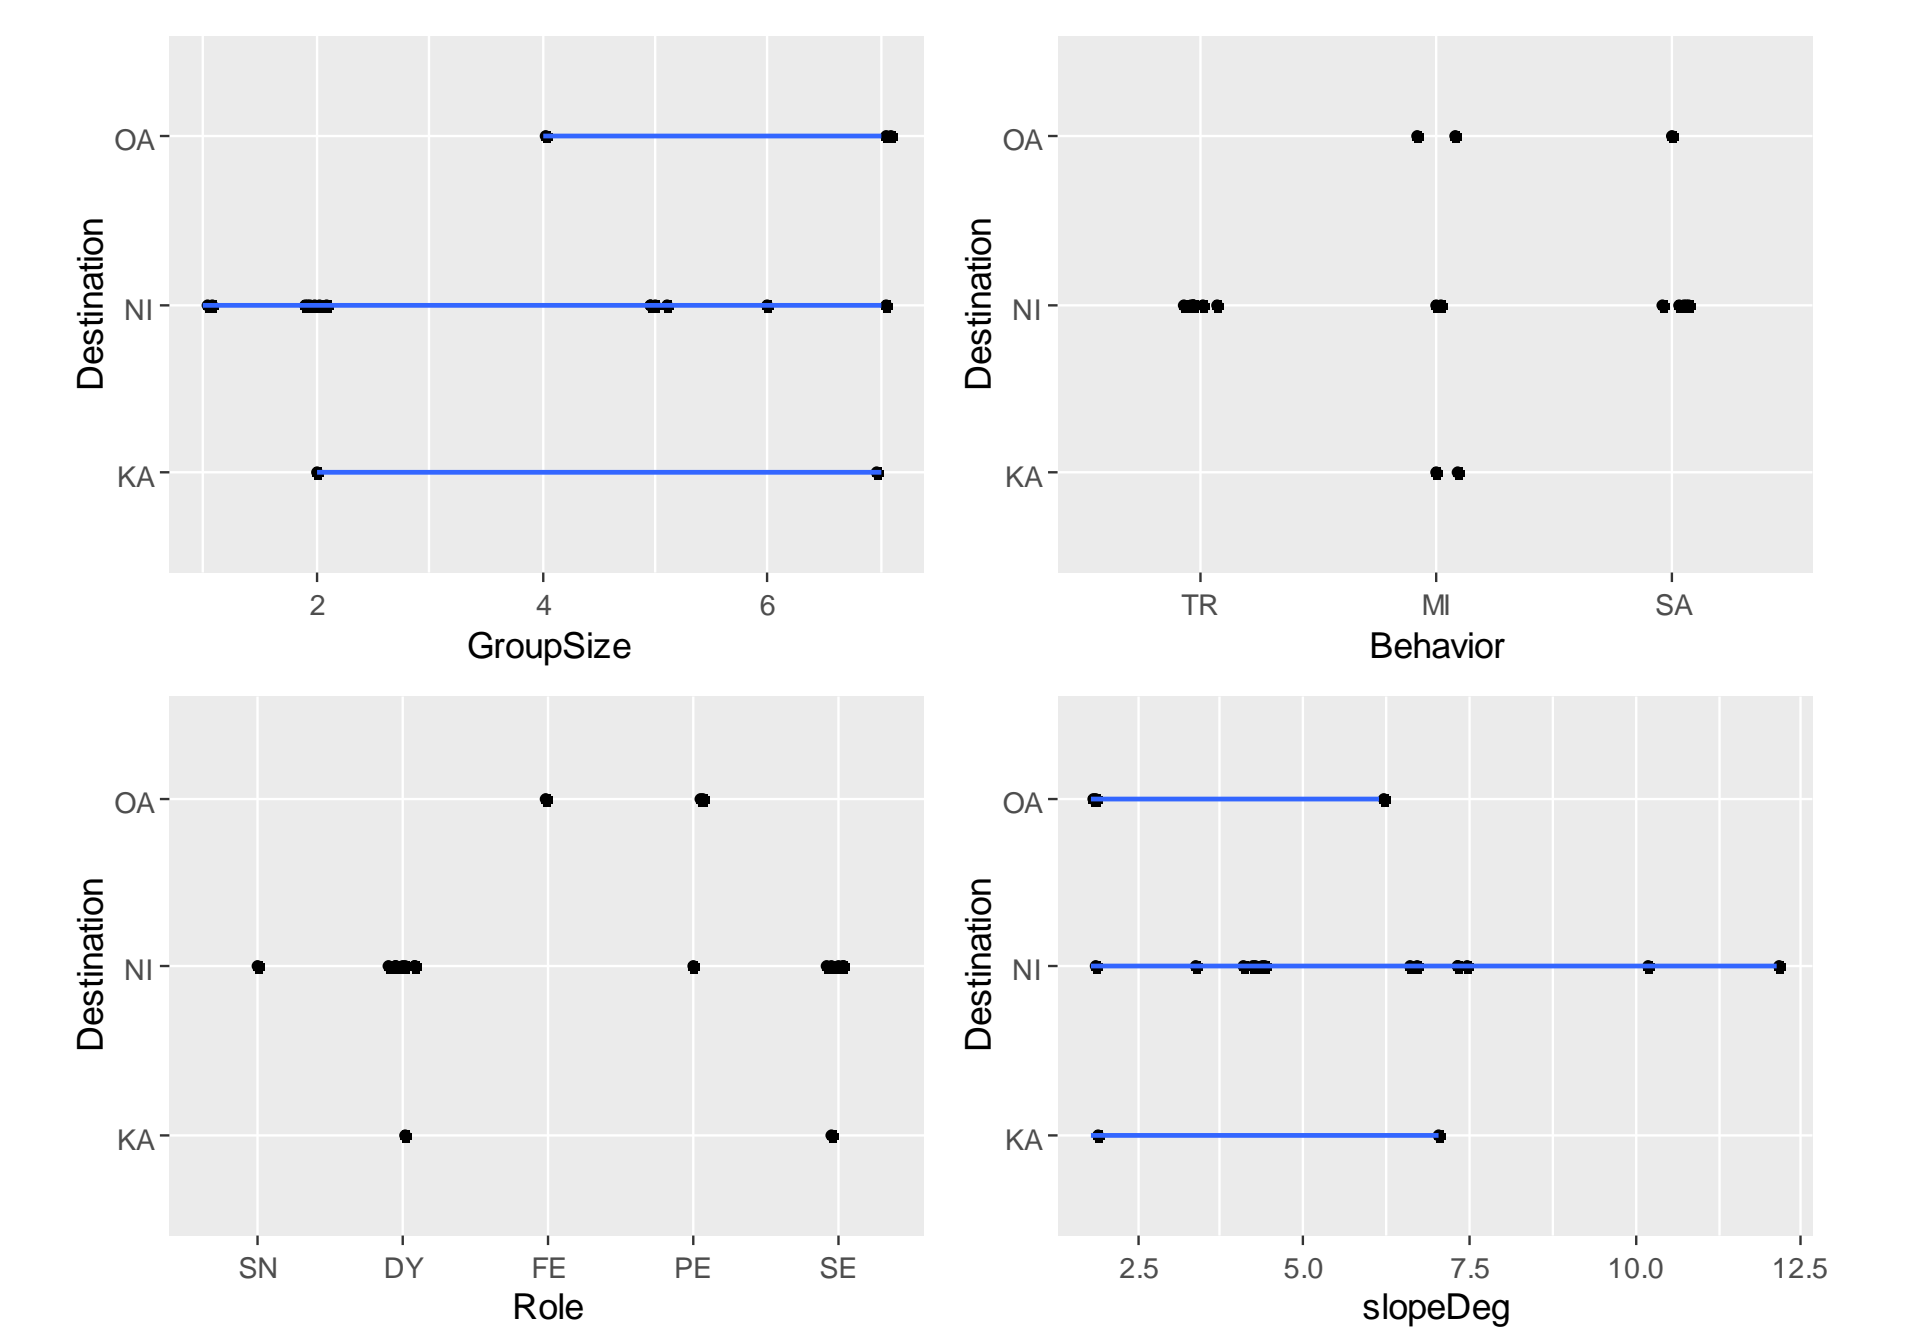 OA
NI
KA
Destination
2 4 6
GroupSize
OA
NI
KA
Destination
TR MI SA
Behavior
OA
NI
KA
Destination
SN DY FE PE SE
Role
OA
NI
KA
Destination
2.5 5.0 7.5 10.0 12.5
slopeDeg